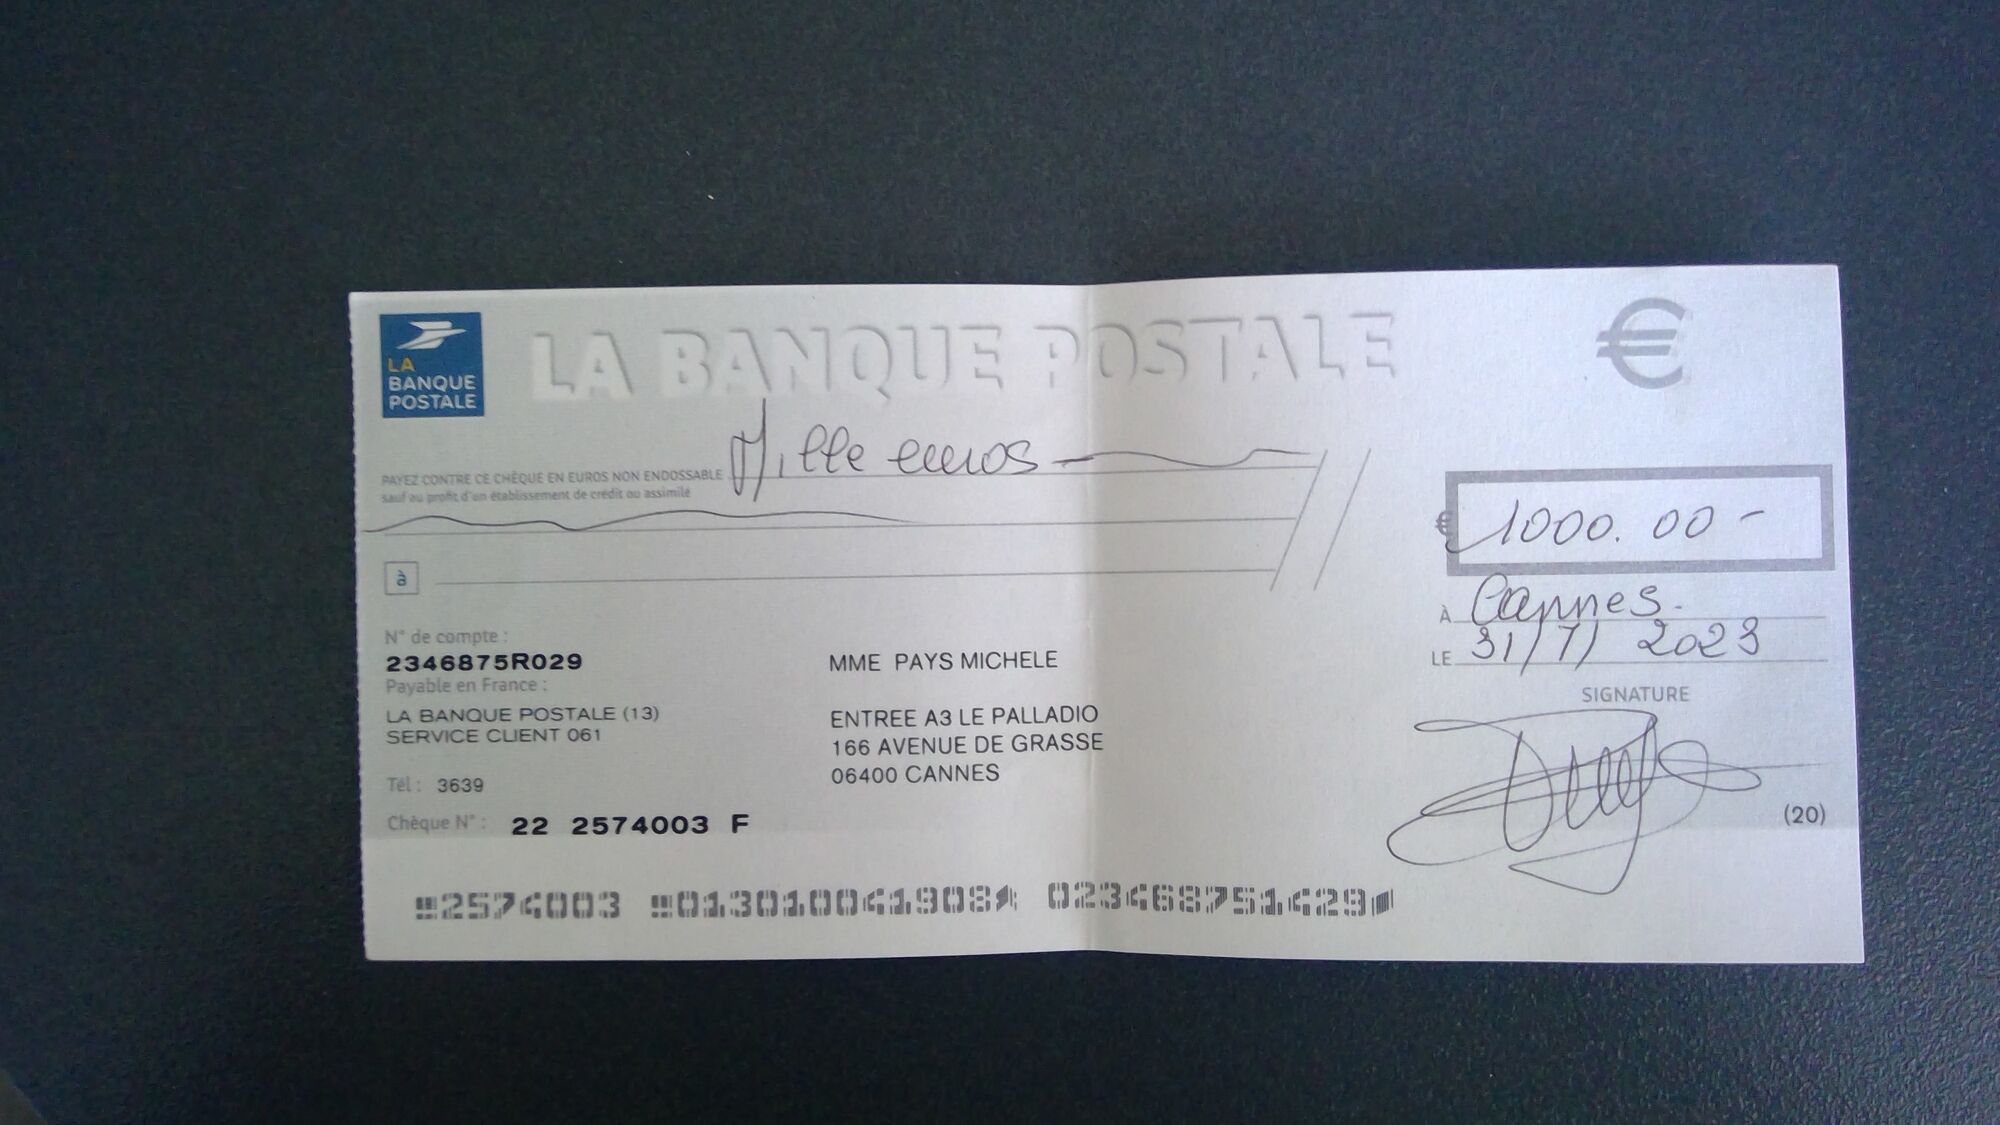 LA
BANQUE
POSTALE
LA BANQUE POSTALE
€
Mille euros
PAYEZ CONTRE CE CHÈQUE EN EUROS NON ENDOSSABLE
sauf au profit d'un établissement de crédit ou assimilé
€ 1000.00 -
à
À Cannes.
LE 31/7/ 2023
N° de compte :
2346875R029
MME PAYS MICHELE
Payable en France :
SIGNATURE
LA BANQUE POSTALE (13)
SERVICE CLIENT 061
ENTREE A3 LE PALLADIO
166 AVENUE DE GRASSE
06400 CANNES
Tél : 3639
(20)
Chèque N° : 22 2574003 F
2574003 013010041908 023468751429